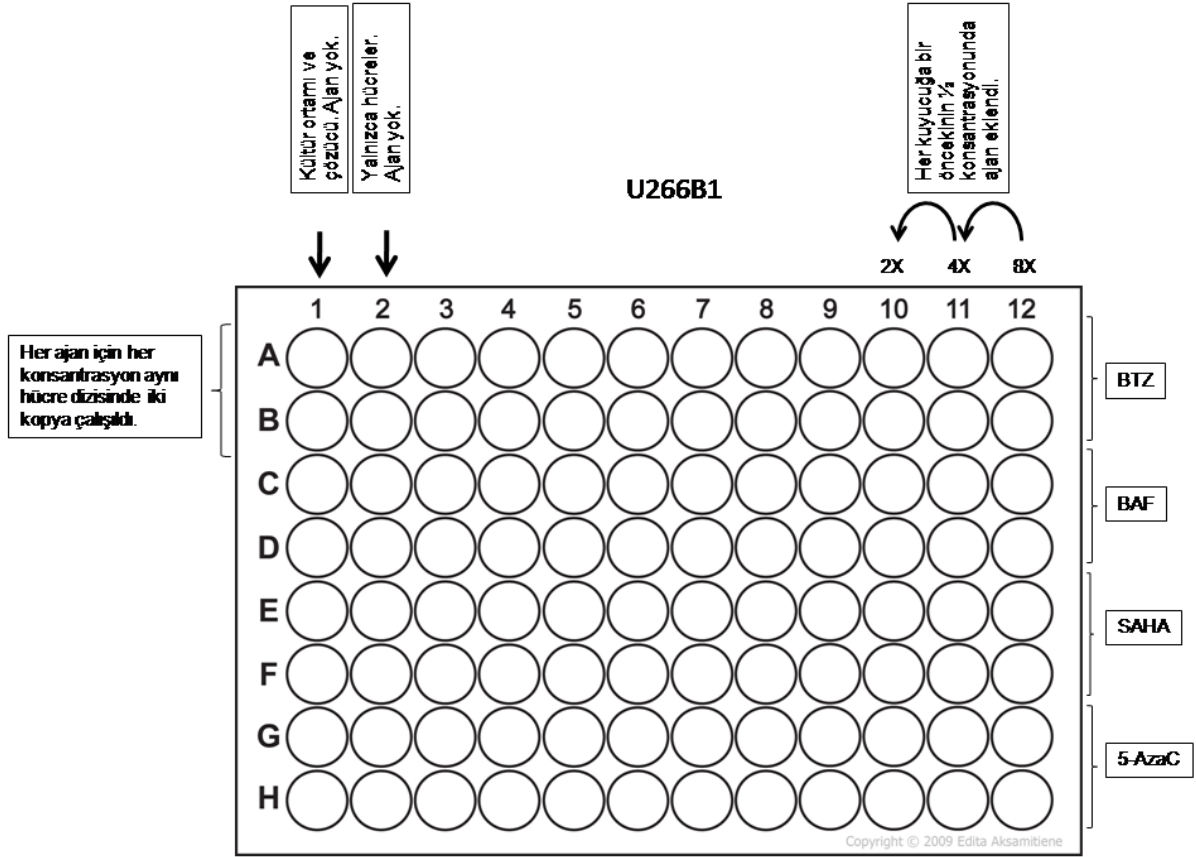 Kültür ortamı ve
çözücü. Ajan yok.
Yalnızca hücreler.
Ajan yok.
Her kuyucuğa bir
öncekinin ½
konsantrasyonunda
ajan eklendi.
U266B1
2X 4X 8X
1 2 3 4 5 6 7 8 9 10 11 12
Her ajan için her
konsantrasyon aynı
hücre dizisinde iki
kopya çalışıldı.
A
B
C
D
E
F
G
H
BTZ
BAF
SAHA
5-AzaC
Copyright © 2009 Edita Aksamitiene